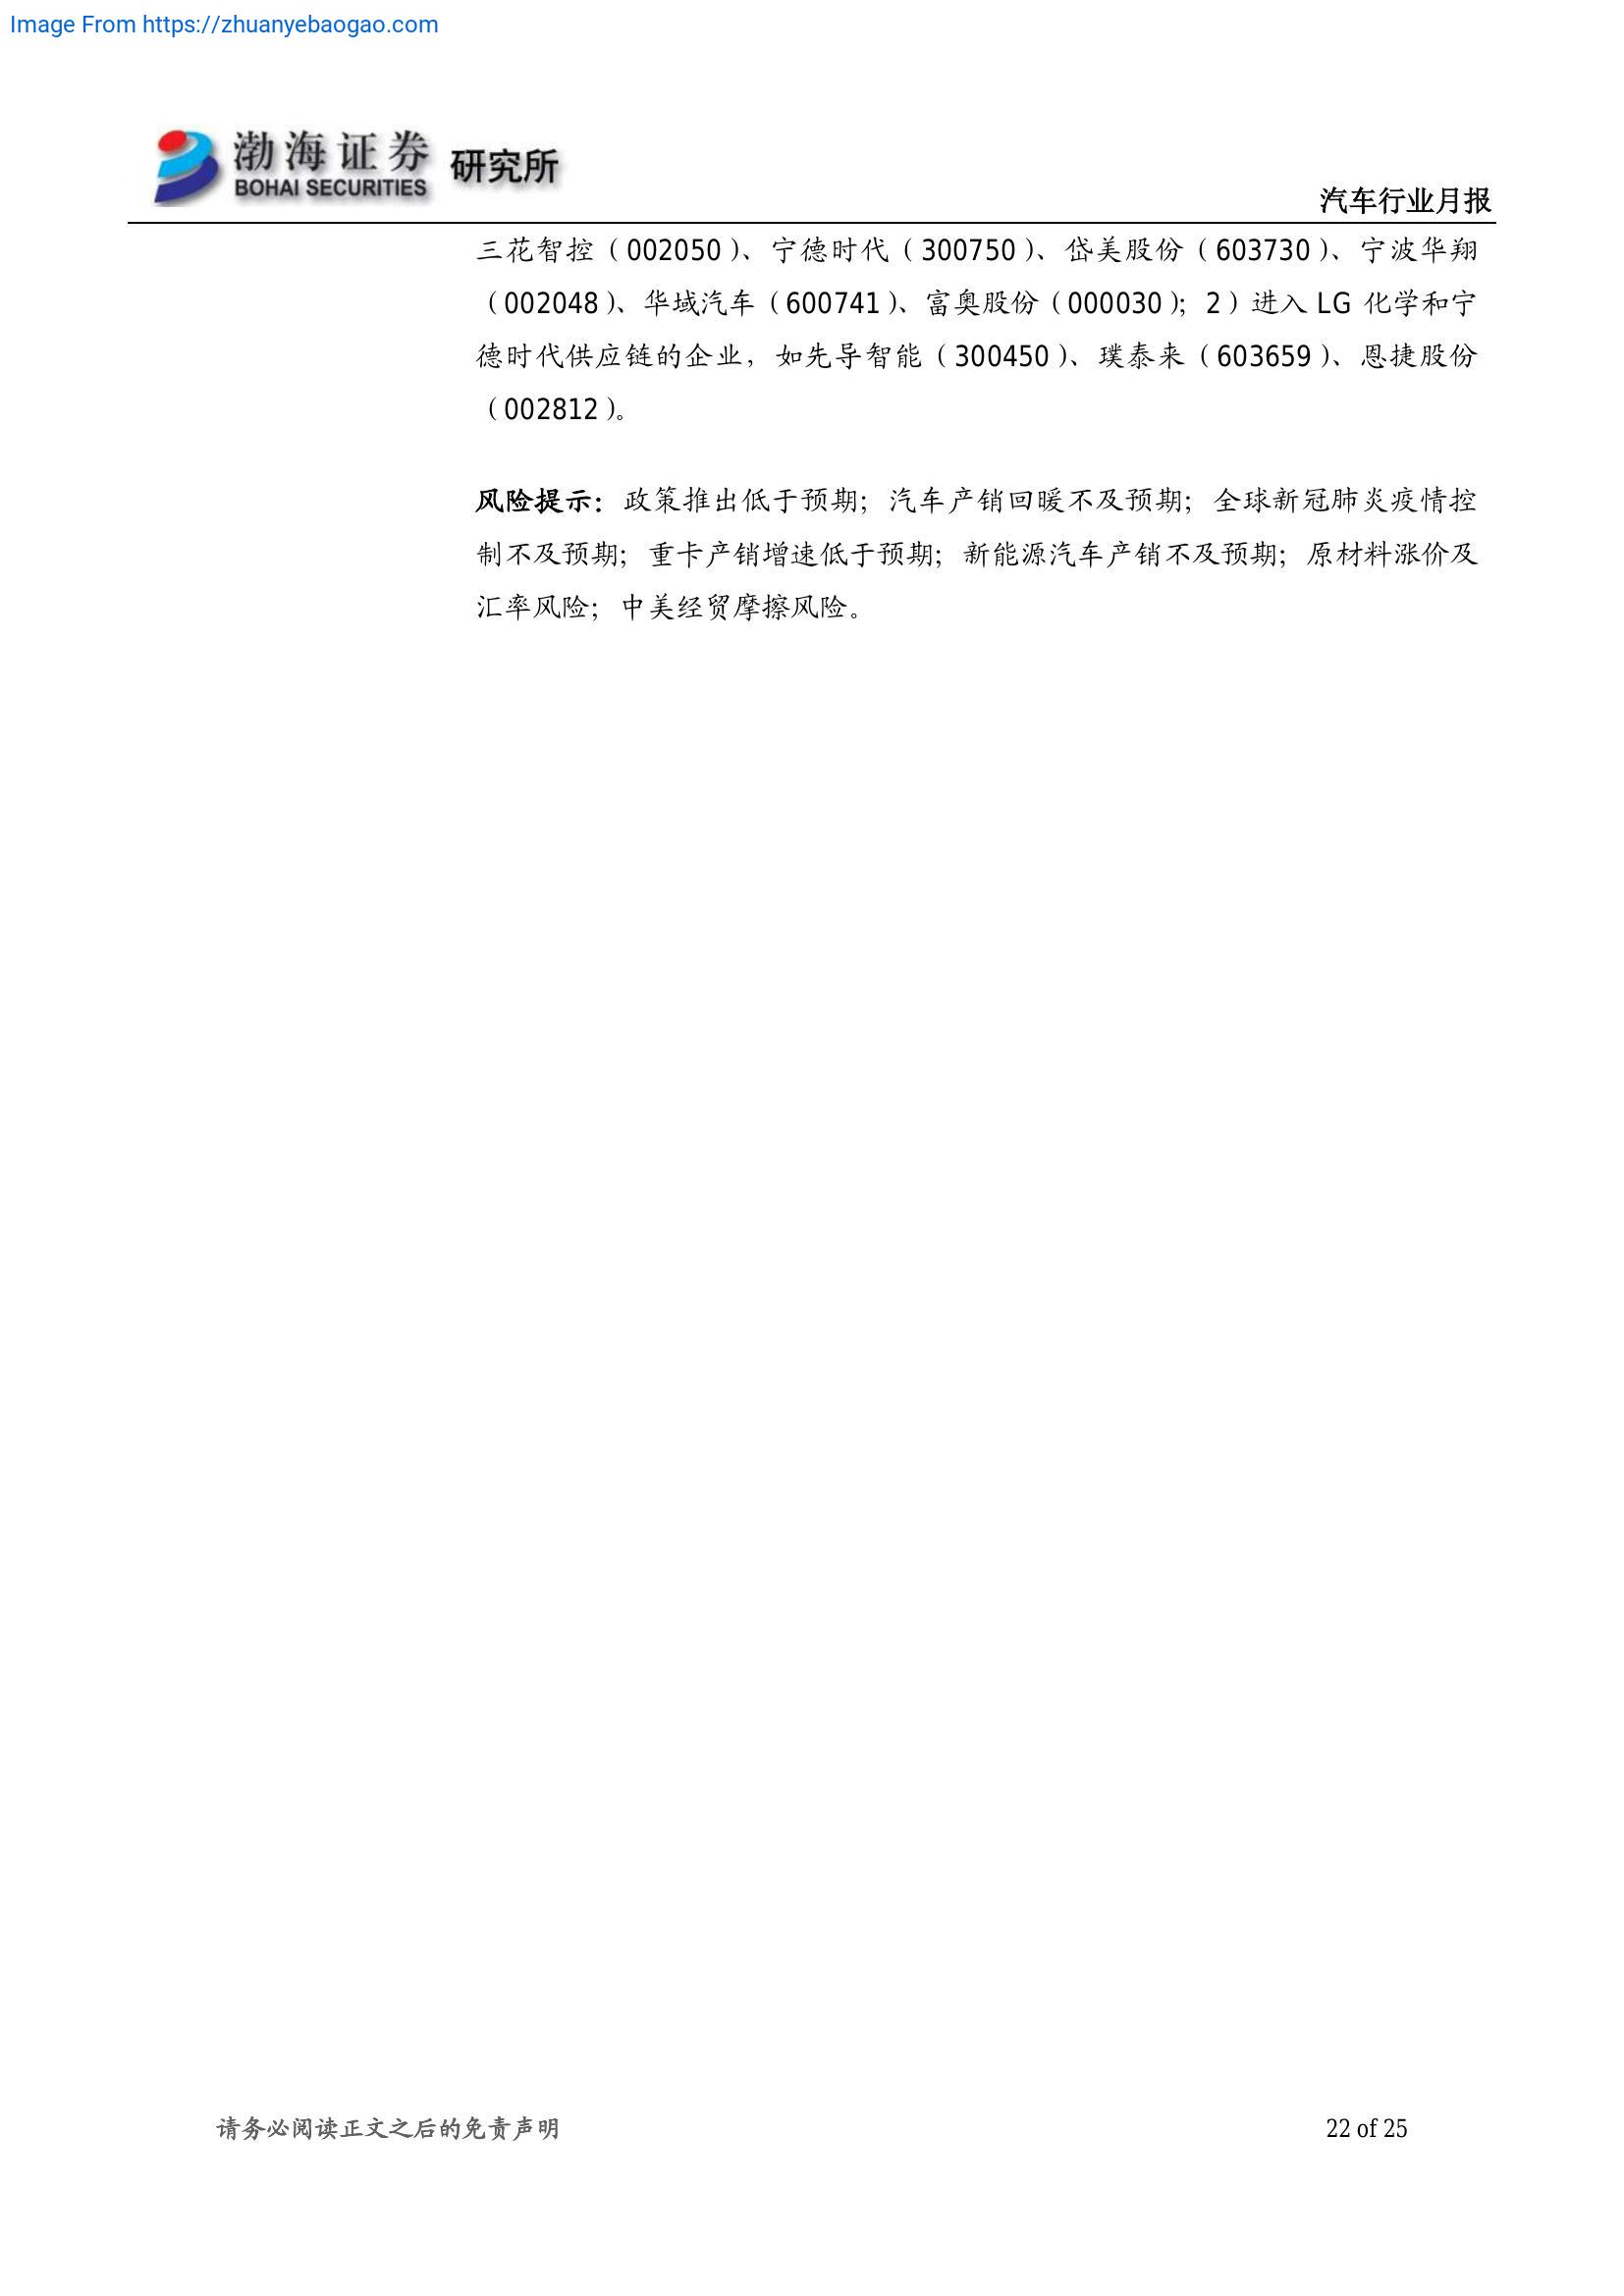 Image From https://zhuanyebaogao.com
渤海证券 研究所
BOHAI SECURITIES
汽车行业月报
三花智控（002050）、宁德时代（300750）、岱美股份（603730）、宁波华翔
（002048）、华域汽车（600741）、富奥股份（000030）；2）进入 LG 化学和宁
德时代供应链的企业，如先导智能（300450）、璞泰来（603659）、恩捷股份
（002812）。
风险提示：政策推出低于预期；汽车产销回暖不及预期；全球新冠肺炎疫情控
制不及预期；重卡产销增速低于预期；新能源汽车产销不及预期；原材料涨价及
汇率风险；中美经贸摩擦风险。
请务必阅读正文之后的免责声明
22 of 25